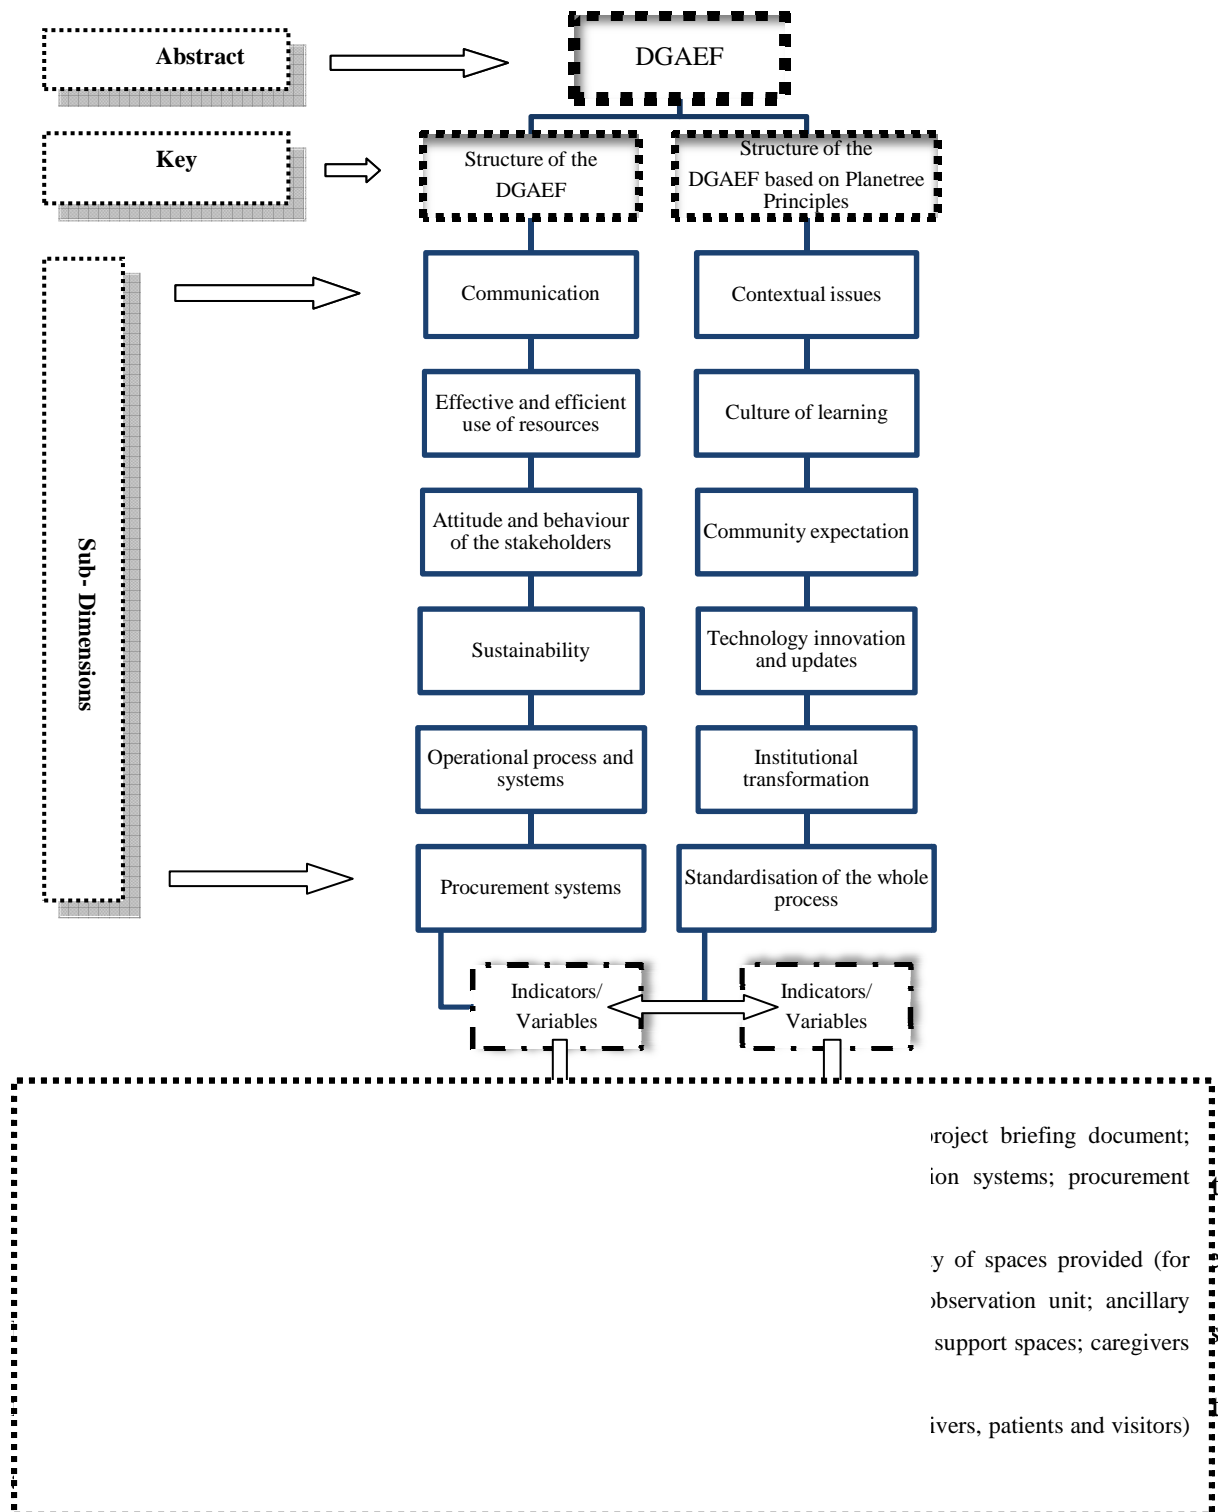 Abstract
DGAEF
Key
Structure of the
DGAEF
Structure of the
DGAEF based on Planetree
Principles
Sub- Dimensions
Communication
Contextual issues
Effective and efficient
use of resources
Culture of learning
Attitude and behaviour
of the stakeholders
Community expectation
Sustainability
Technology innovation
and updates
Operational process and
systems
Institutional
transformation
Procurement systems
Standardisation of the whole
process
Indicators/
Variables
Indicators/
Variables
project briefing document;
systems; procurement
of spaces provided (for
observation unit; ancillary
support spaces; caregivers
patients and visitors)